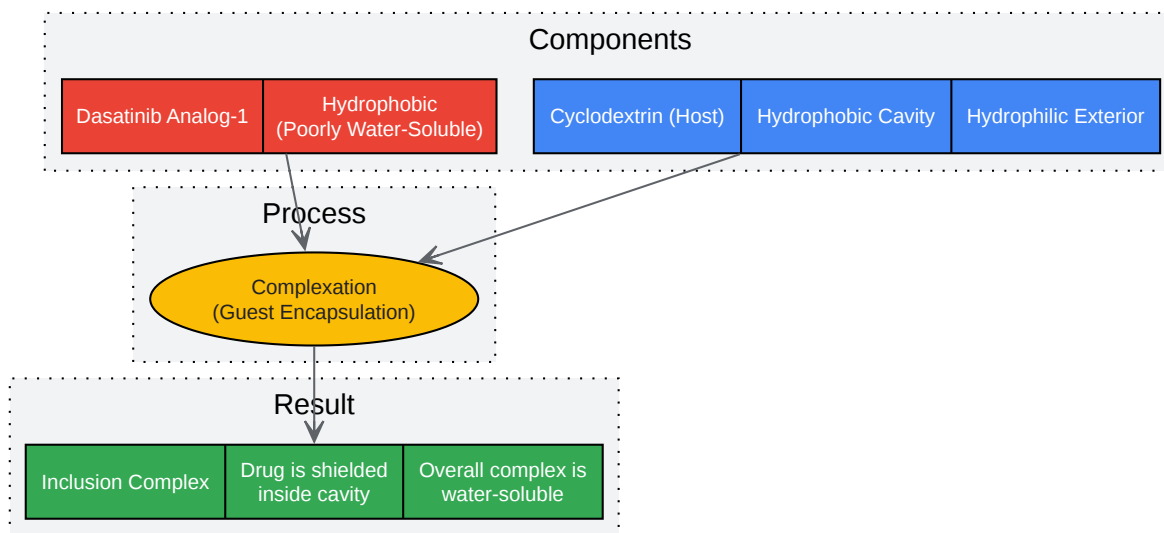 Components
Dasatinib Analog-1
Hydrophobic
(Poorly Water-Soluble)
Cyclodextrin (Host)
Hydrophobic Cavity
Hydrophilic Exterior
Process
Complexation
(Guest Encapsulation)
Result
Inclusion Complex
Drug is shielded
inside cavity
Overall complex is
water-soluble